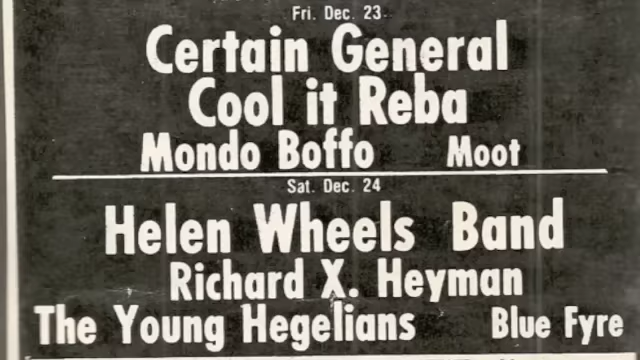 Fri. Dec. 23
Certain General
Cool it Reba
Mondo Boffo Moot
Sat. Dec. 24
Helen Wheels Band
Richard X. Heyman
The Young Hegelians Blue Fyre